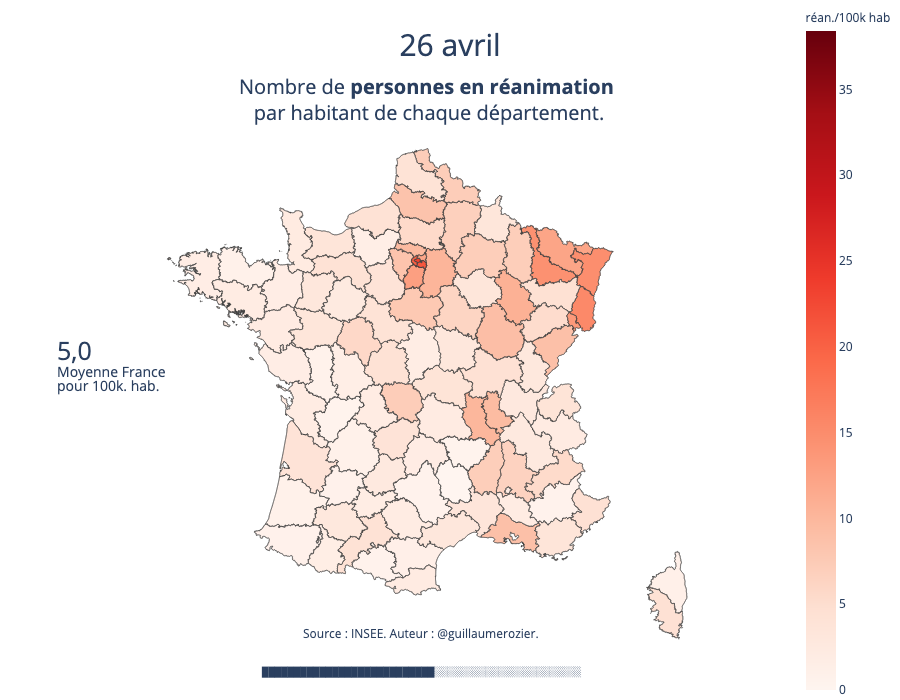 réan./100k hab
26 avril
Nombre de personnes en réanimation
par habitant de chaque département.
35
30
25
20
15
10
5
0
5,0
Moyenne France
pour 100k. hab.
Source : INSEE. Auteur : @guillaumerozier.